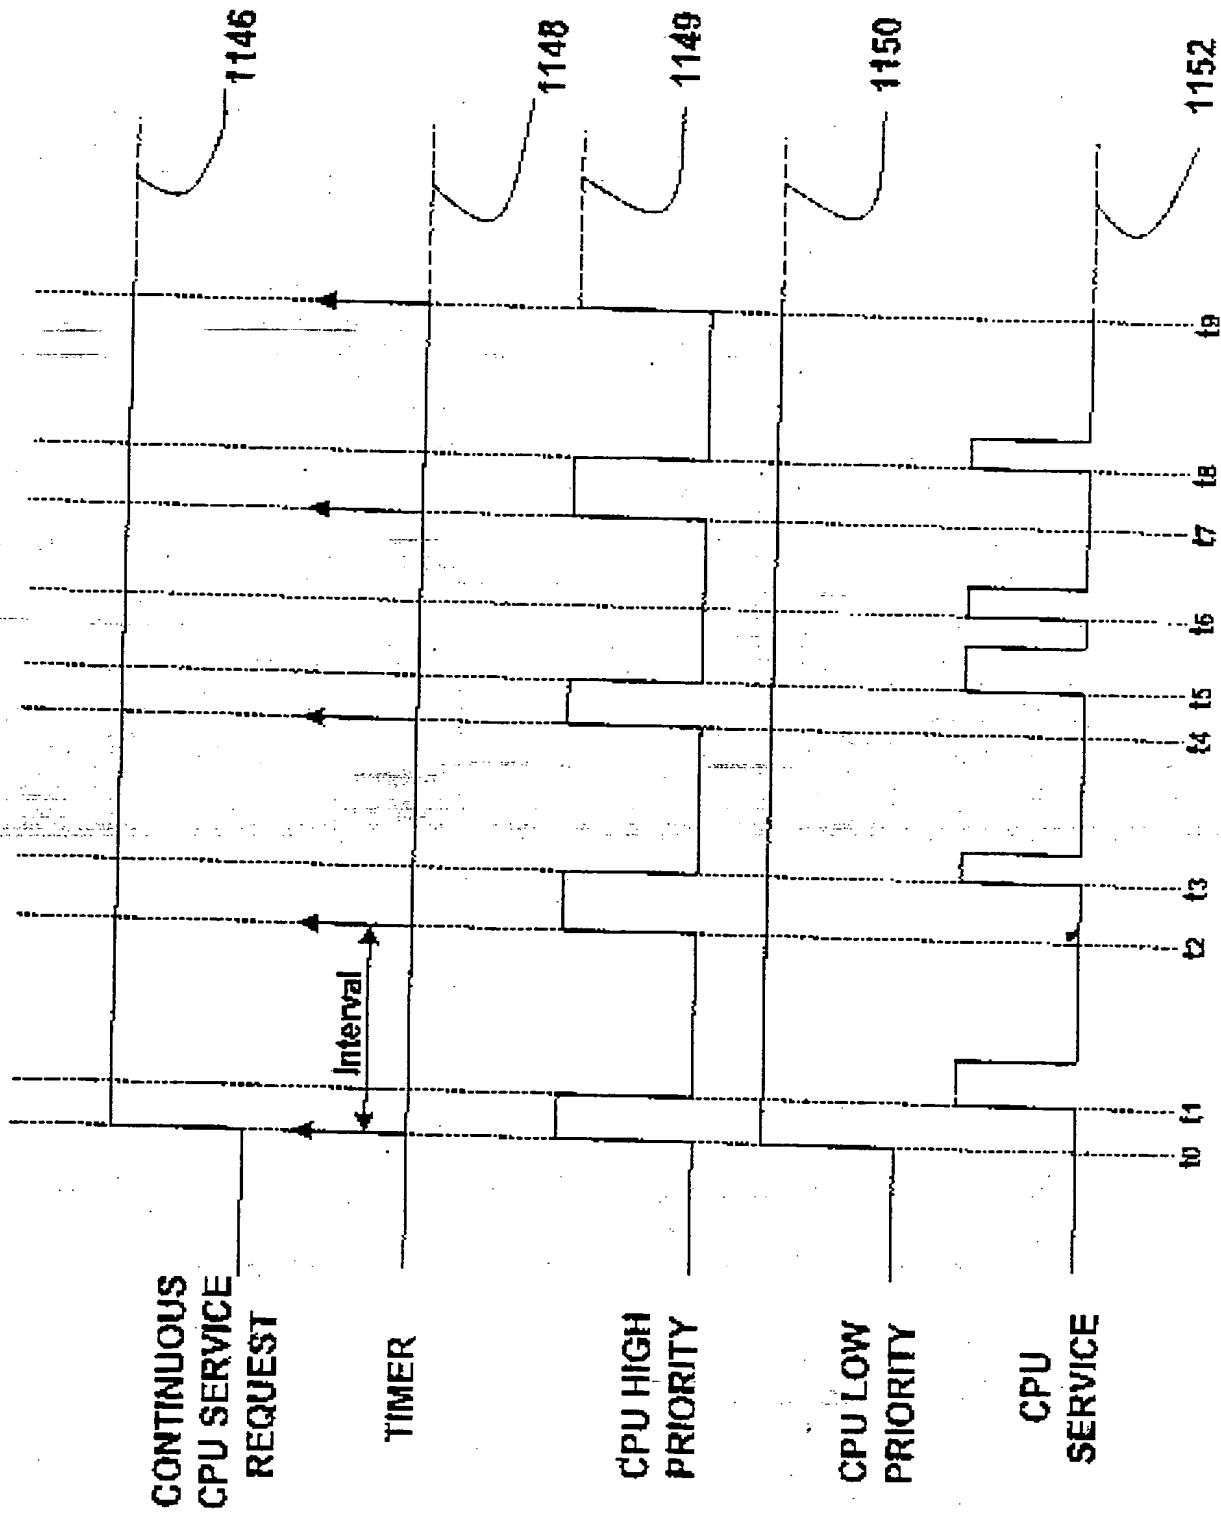 CONTINUOUS
CPU SERVICE
REQUEST
1146
Interval
TIMER
1148
CPU HIGH
PRIORITY
1149
CPU LOW
PRIORITY
1150
CPU
SERVICE
1152
t0 t1 t2 t3 t4 t5 t6 t7 t8 t9